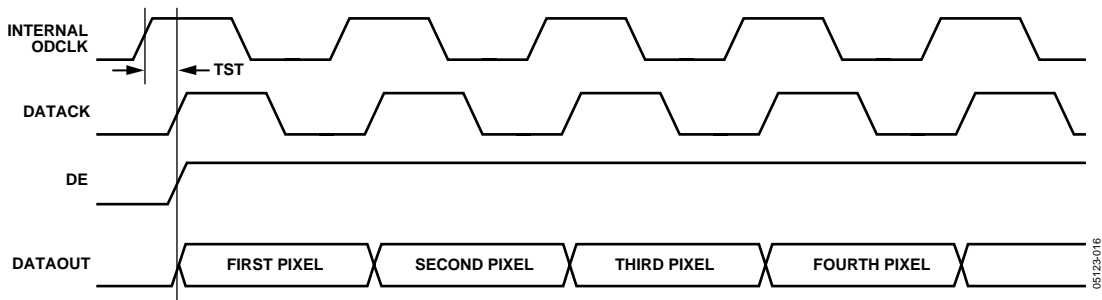 INTERNAL
ODCLK
TST
DATACK
DE
DATAOUT
FIRST PIXEL
SECOND PIXEL
THIRD PIXEL
FOURTH PIXEL
05123-016